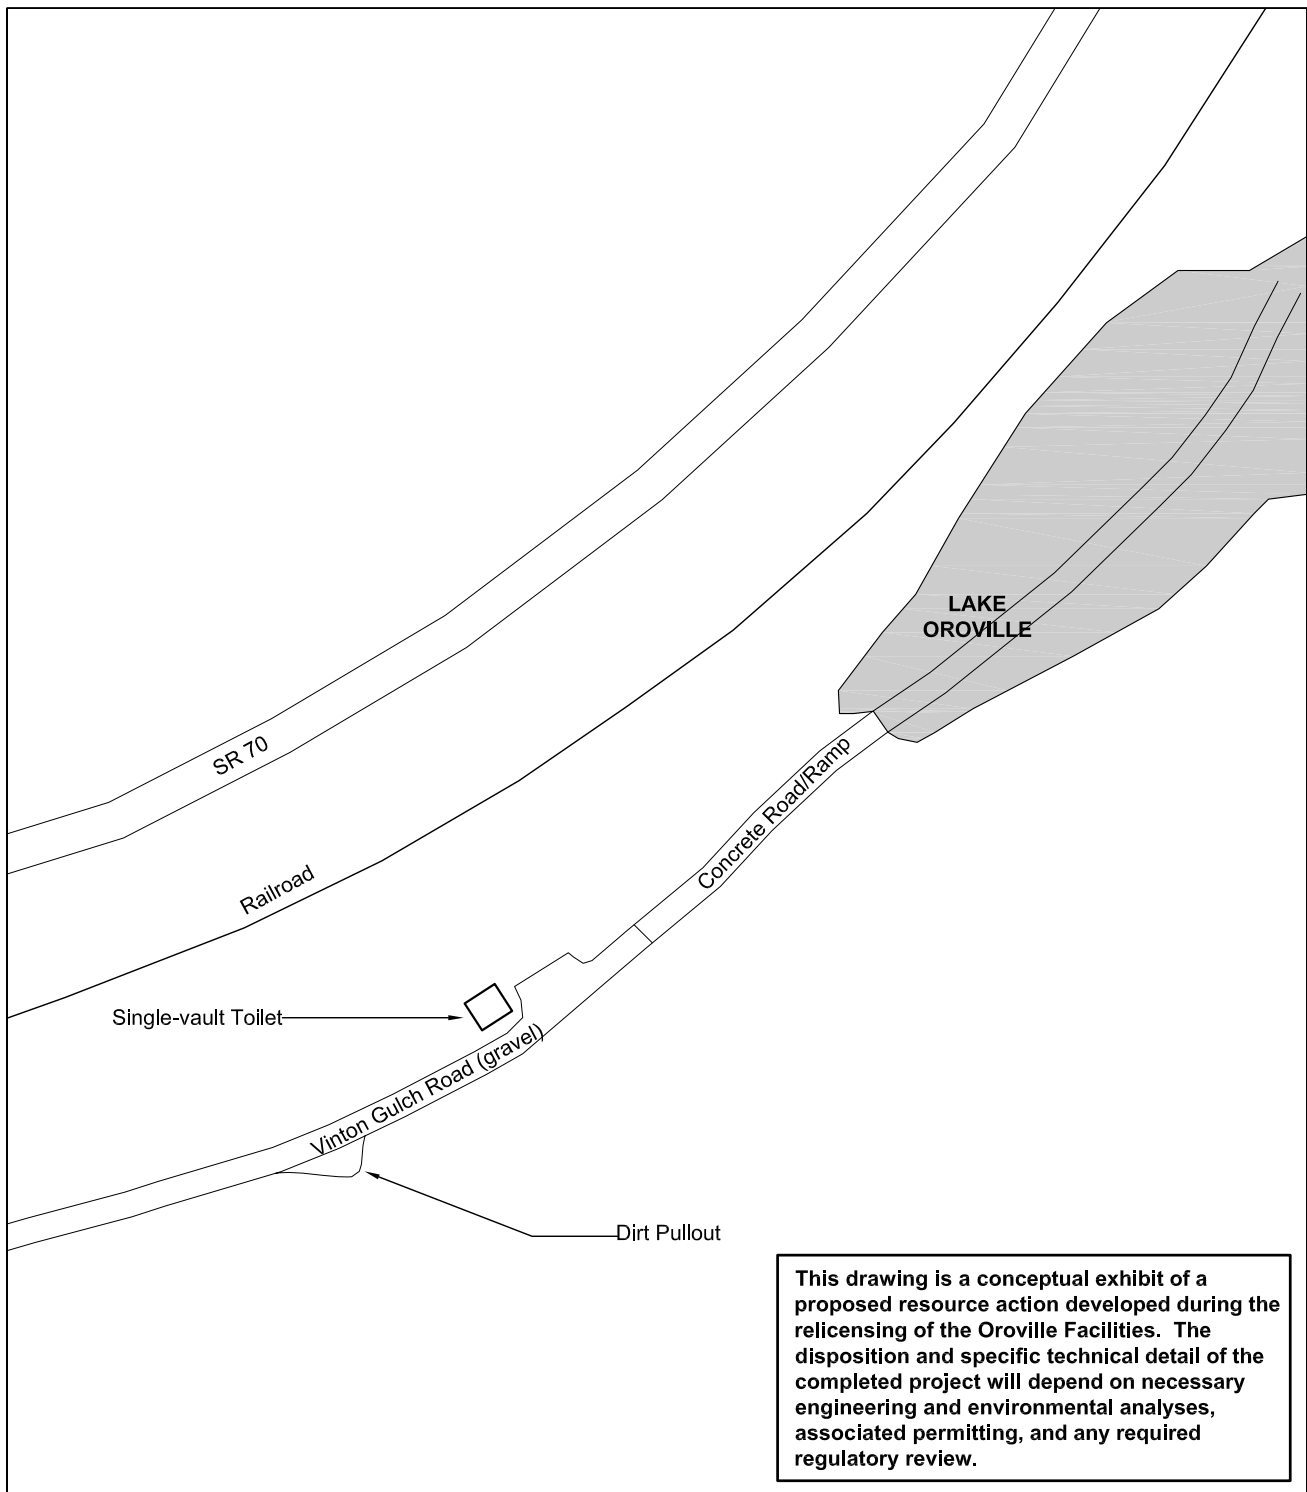 LAKE
OROVILLE
SR 70
Concrete Road/Ramp
Railroad
Single-vault Toilet
Vinton Gulch Road (gravel)
Dirt Pullout
This drawing is a conceptual exhibit of a
proposed resource action developed during the
relicensing of the Oroville Facilities.  The
disposition and specific technical detail of the
completed project will depend on necessary
engineering and environmental analyses,
associated permitting, and any required
regulatory review.